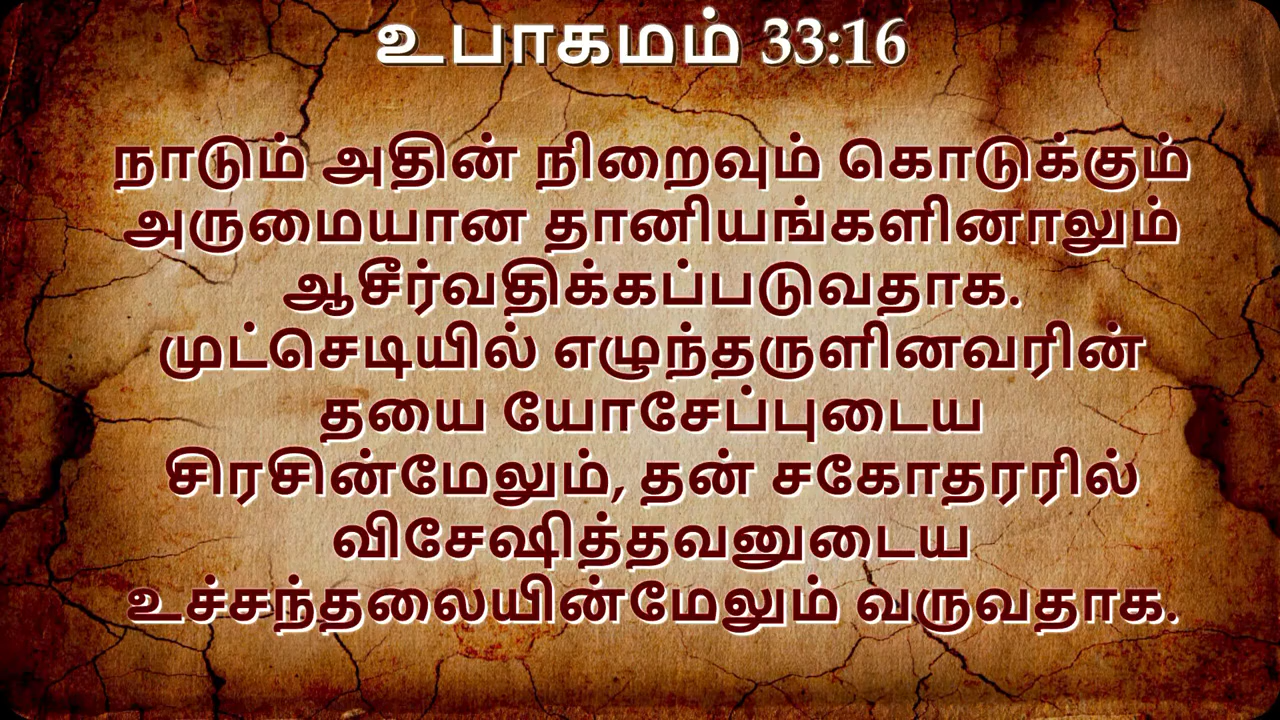 உபாகமம் 33:16
நாடும் அதின் நிறைவும் கொடுக்கும்
அருமையான தானியங்களினாலும்
ஆசீர்வதிக்கப்படுவதாக.
முட்செடியில் எழுந்தருளினவரின்
தயை யோசேப்புடைய
சிரசின்மேலும், தன் சகோதரரில்
விசேஷித்தவனுடைய
உச்சந்தலையின்மேலும் வருவதாக.